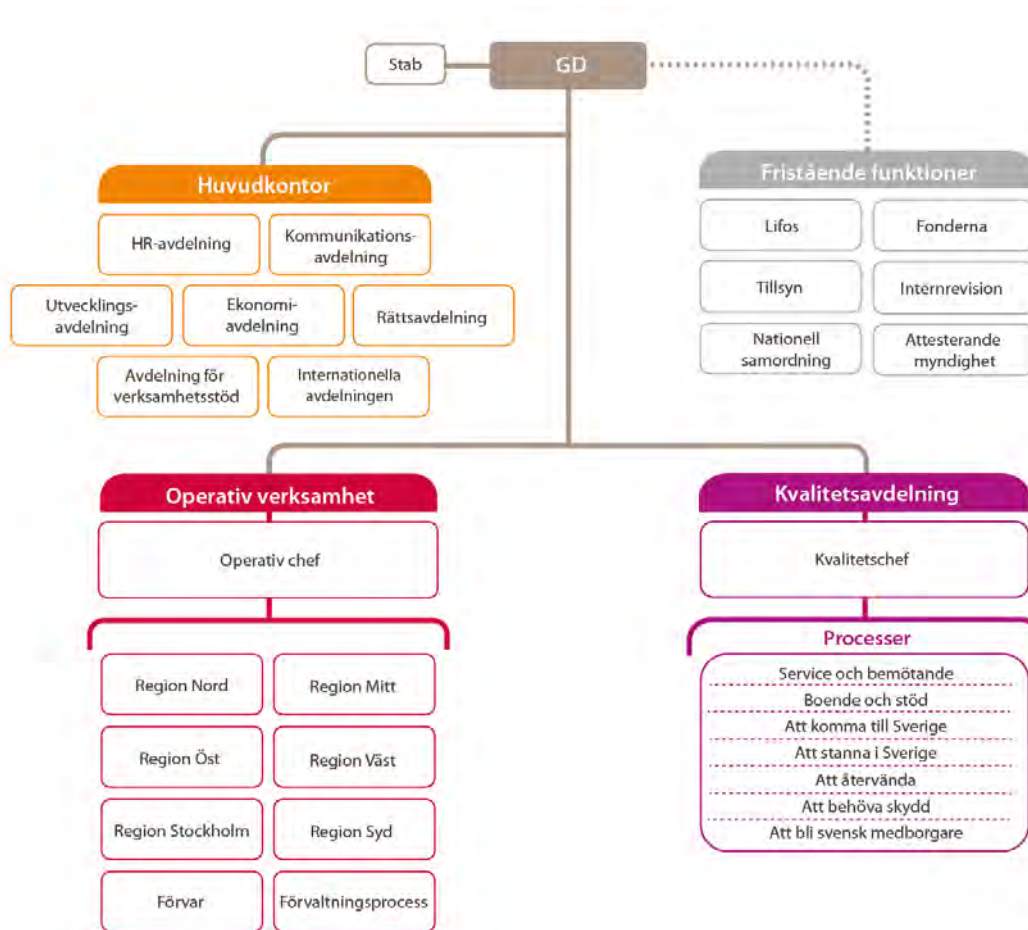 Stab
GD
Huvudkontor
HR-avdelning
Kommunikations-
avdelning
Utvecklings-
avdelning
Ekonomi-
avdelning
Rättsavdelning
Avdelning för
verksamhetsstöd
Internationella
avdelningen
Fristående funktioner
Lifos
Fonderna
Tillsyn
Internrevision
Nationell
samordning
Attesterande
myndighet
Operativ verksamhet
Operativ chef
Region Nord
Region Mitt
Region Öst
Region Väst
Region Stockholm
Region Syd
Förvar
Förvaltningsprocess
Kvalitetsavdelning
Kvalitetschef
Processer
Service och bemötande
Boende och stöd
Att komma till Sverige
Att stanna i Sverige
Att återvända
Att behöva skydd
Att bli svensk medborgare